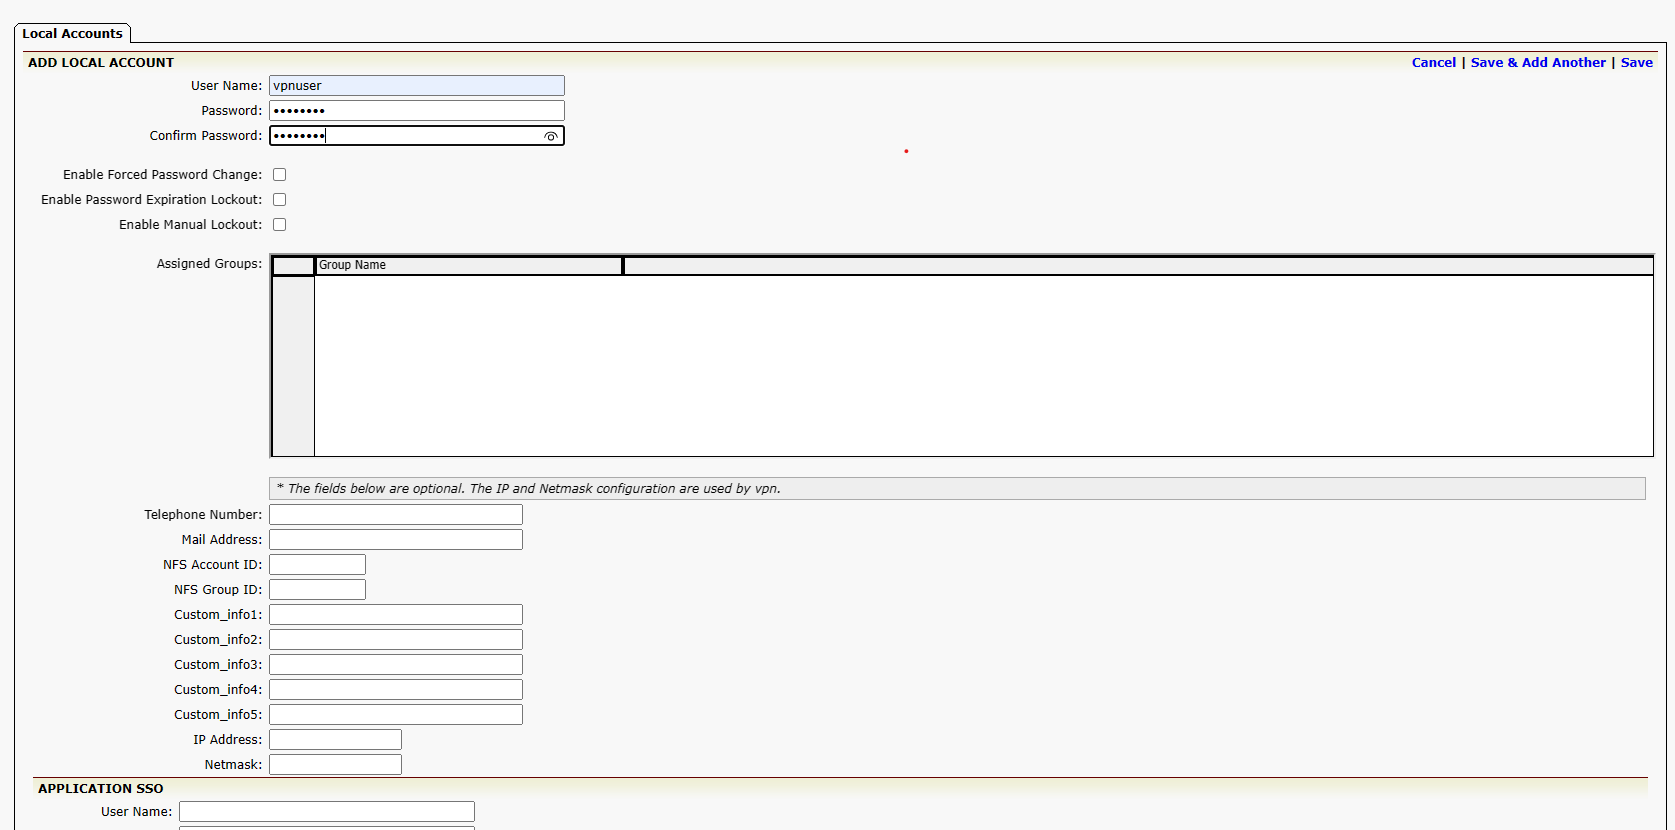 Local Accounts
ADD LOCAL ACCOUNT
Cancel | Save & Add Another | Save
User Name: vpnuser
Password: ••••••••
Confirm Password: ••••••••
Enable Forced Password Change:
Enable Password Expiration Lockout:
Enable Manual Lockout:
Assigned Groups:
Group Name
* The fields below are optional. The IP and Netmask configuration are used by vpn.
Telephone Number:
Mail Address:
NFS Account ID:
NFS Group ID:
Custom_info1:
Custom_info2:
Custom_info3:
Custom_info4:
Custom_info5:
IP Address:
Netmask:
APPLICATION SSO
User Name: